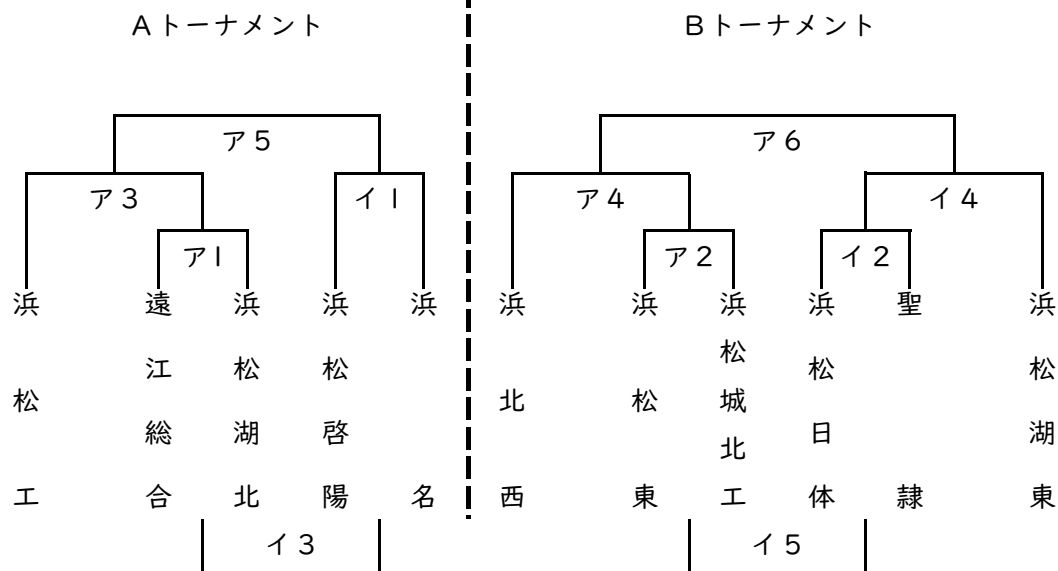 Aトーナメント
Bトーナメント
ア5
ア6
ア3
イ1
ア4
イ4
ア1
ア2
イ2
浜松工
遠江総合
浜松湖北
浜松啓陽
浜名
浜北西
浜松東
浜松城北工
浜松日体
聖隷
浜松湖東
イ3
イ5